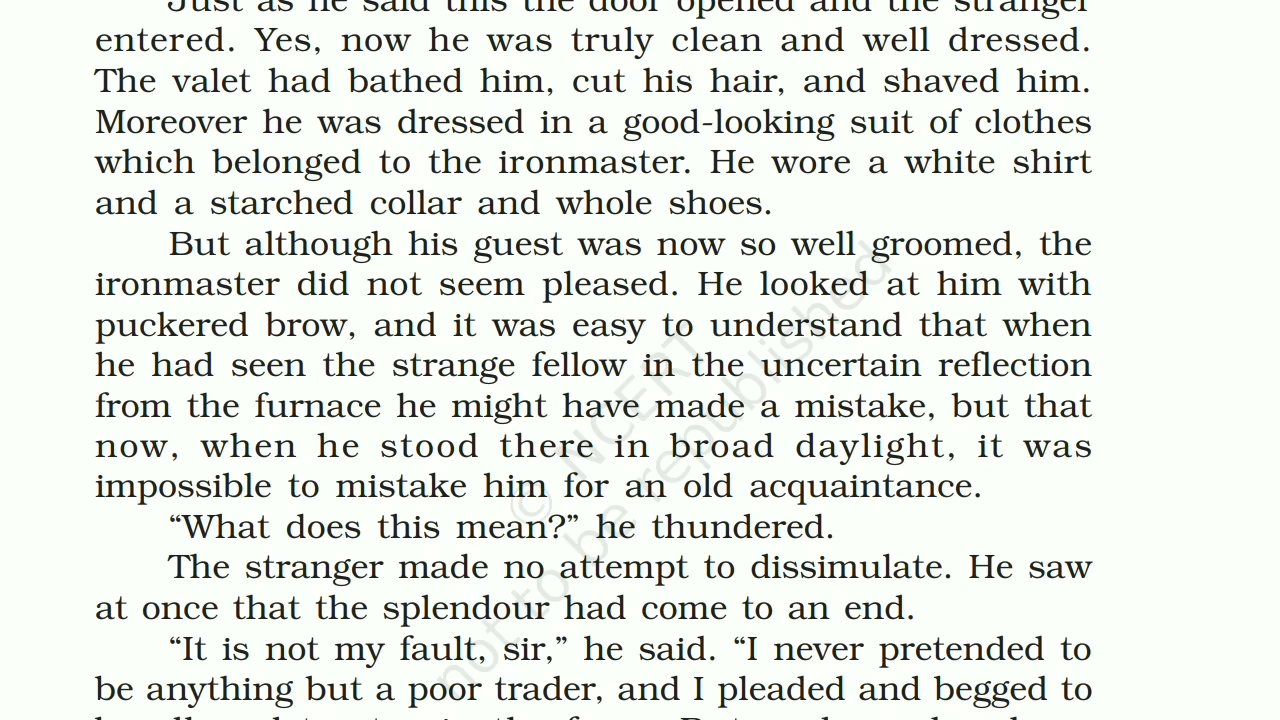 Just as he said this the door opened and the stranger
entered. Yes, now he was truly clean and well dressed.
The valet had bathed him, cut his hair, and shaved him.
Moreover he was dressed in a good-looking suit of clothes
which belonged to the ironmaster. He wore a white shirt
and a starched collar and whole shoes.
But although his guest was now so well groomed, the
ironmaster did not seem pleased. He looked at him with
puckered brow, and it was easy to understand that when
he had seen the strange fellow in the uncertain reflection
from the furnace he might have made a mistake, but that
now, when he stood there in broad daylight, it was
impossible to mistake him for an old acquaintance.
“What does this mean?” he thundered.
The stranger made no attempt to dissimulate. He saw
at once that the splendour had come to an end.
“It is not my fault, sir,” he said. “I never pretended to
be anything but a poor trader, and I pleaded and begged to
© NCERT
not to be republished